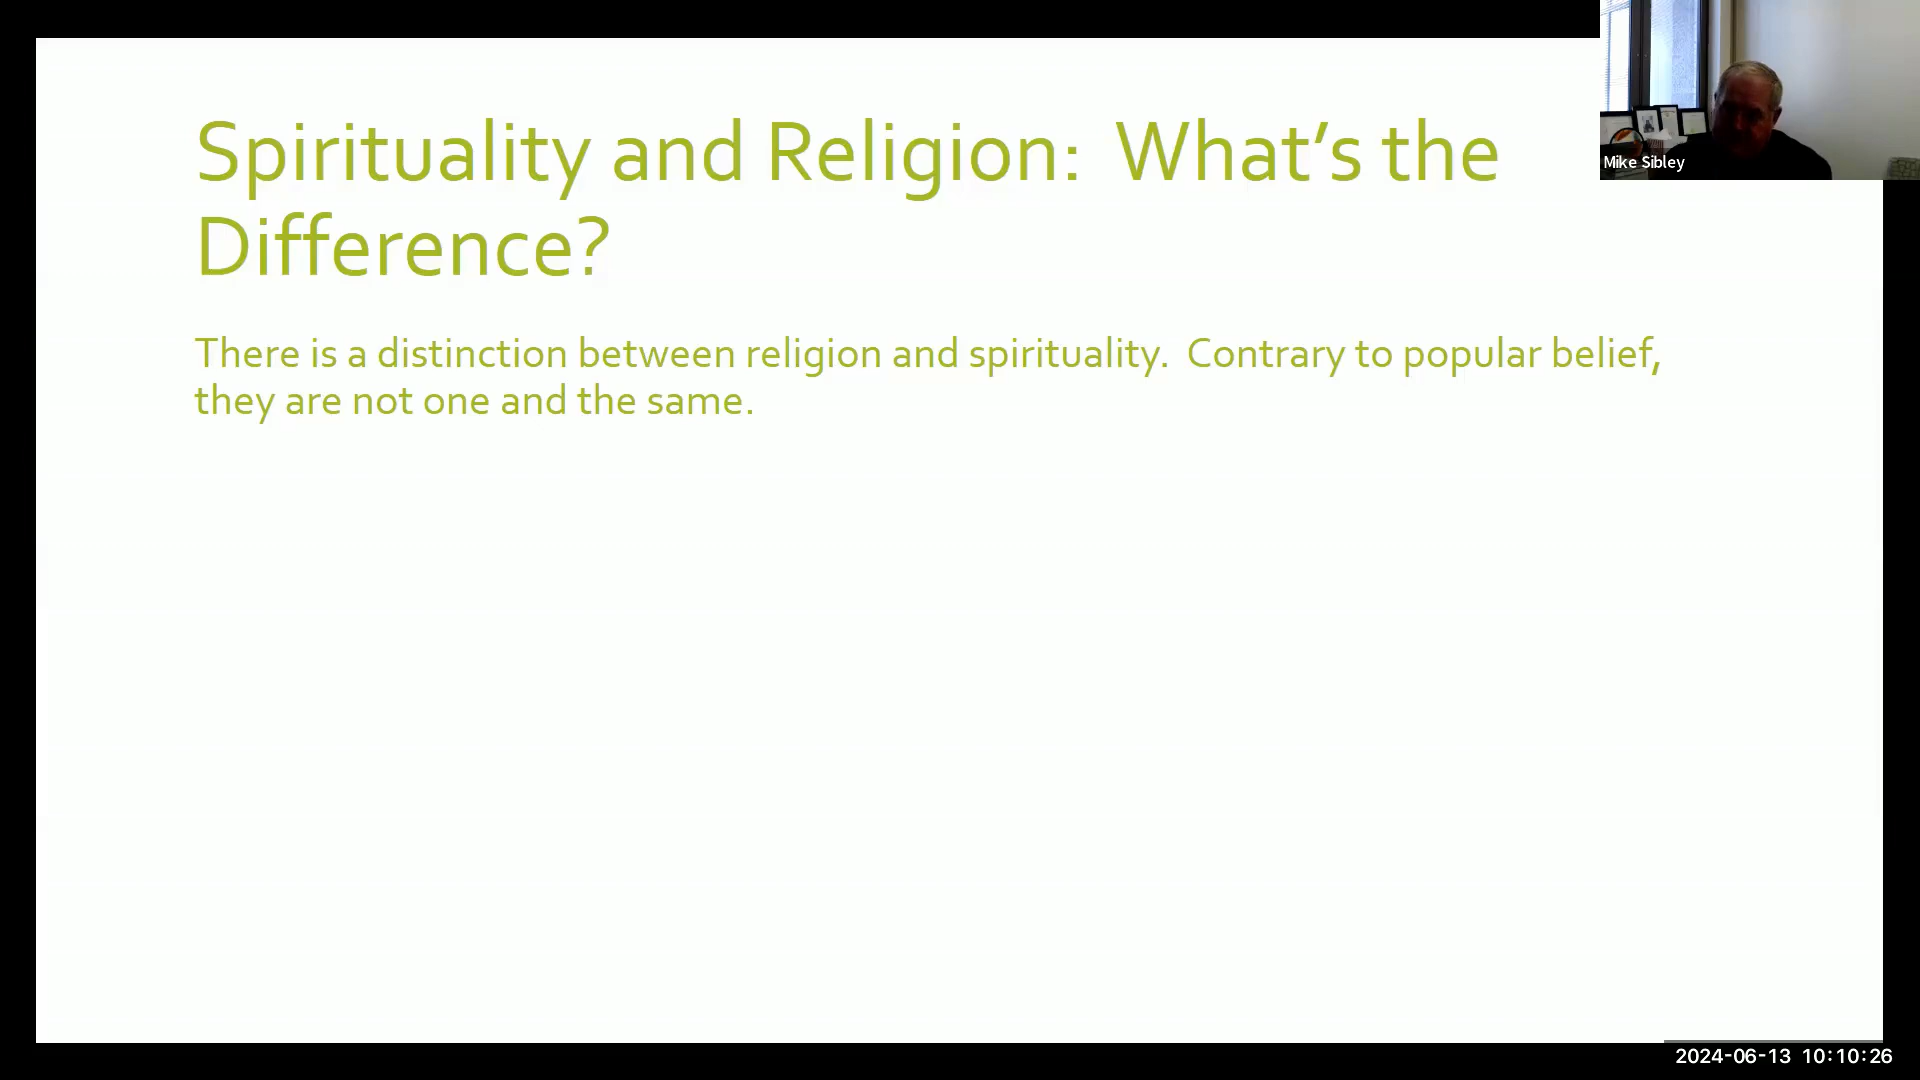 Spirituality and Religion:  What’s the
Difference?
There is a distinction between religion and spirituality.  Contrary to popular belief,
they are not one and the same.
Mike Sibley
2024-06-13 10:10:26